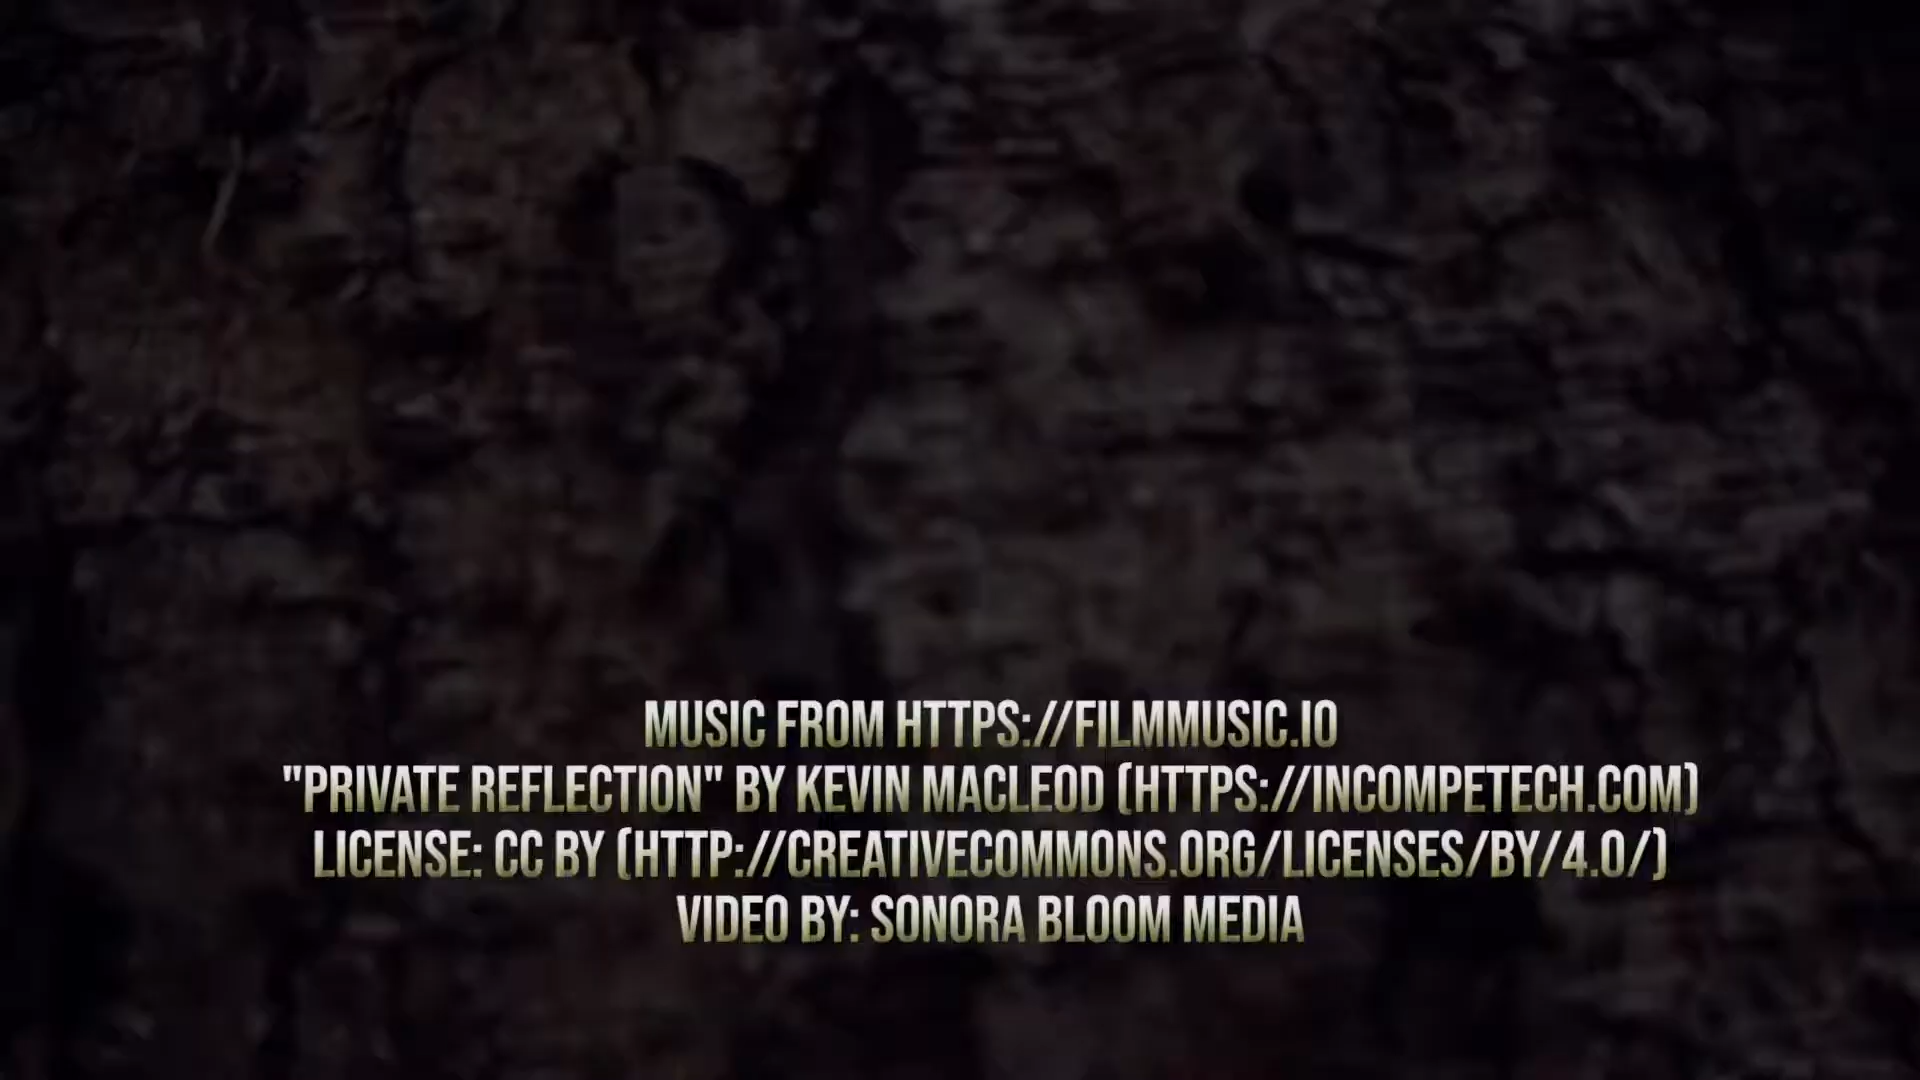 MUSIC FROM HTTPS://FILMMUSIC.IO
"PRIVATE REFLECTION" BY KEVIN MACLEOD (HTTPS://INCOMPETECH.COM)
LICENSE: CC BY (HTTP://CREATIVECOMMONS.ORG/LICENSES/BY/4.0/)
VIDEO BY: SONORA BLOOM MEDIA